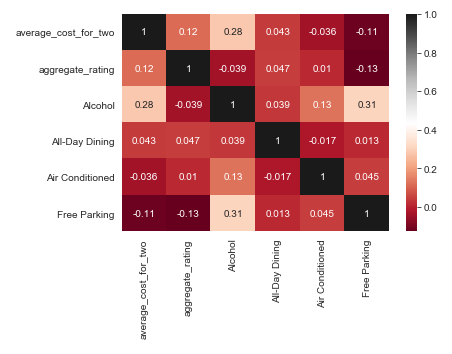 average_cost_for_two 1 0.12 0.28 0.043 -0.036 -0.11
aggregate_rating 0.12 1 -0.039 0.047 0.01 -0.13
Alcohol 0.28 -0.039 1 0.039 0.13 0.31
All-Day Dining 0.043 0.047 0.039 1 -0.017 0.013
Air Conditioned -0.036 0.01 0.13 -0.017 1 0.045
Free Parking -0.11 -0.13 0.31 0.013 0.045 1
average_cost_for_two
aggregate_rating
Alcohol
All-Day Dining
Air Conditioned
Free Parking
1.0
0.8
0.6
0.4
0.2
0.0